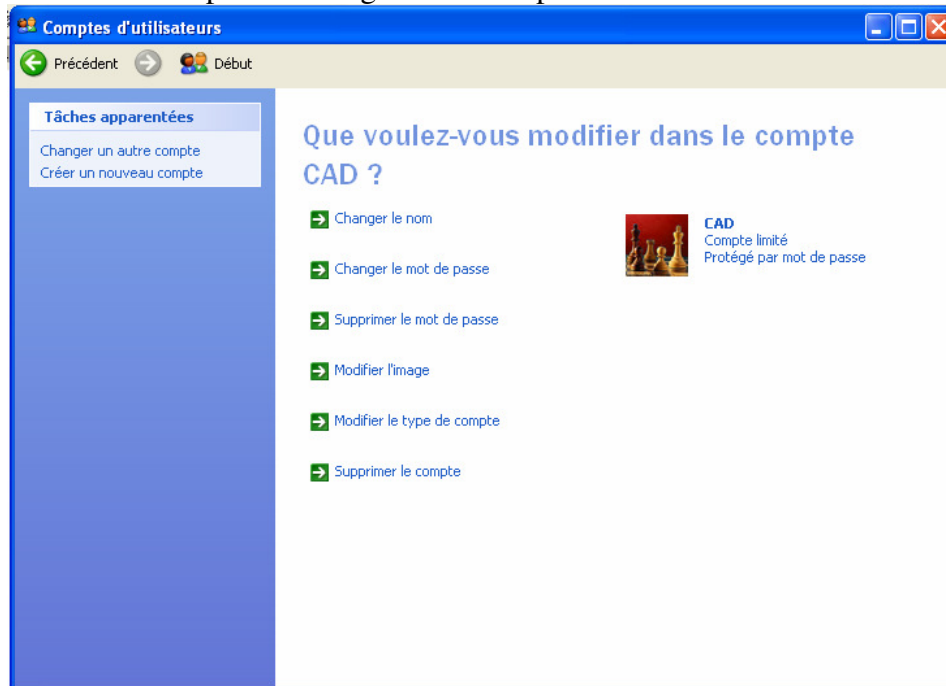 Comptes d'utilisateurs
Précédent
Début
Tâches apparentées
Changer un autre compte
Créer un nouveau compte
Que voulez-vous modifier dans le compte
CAD ?
Changer le nom
Changer le mot de passe
Supprimer le mot de passe
Modifier l'image
Modifier le type de compte
Supprimer le compte
CAD
Compte limité
Protégé par mot de passe